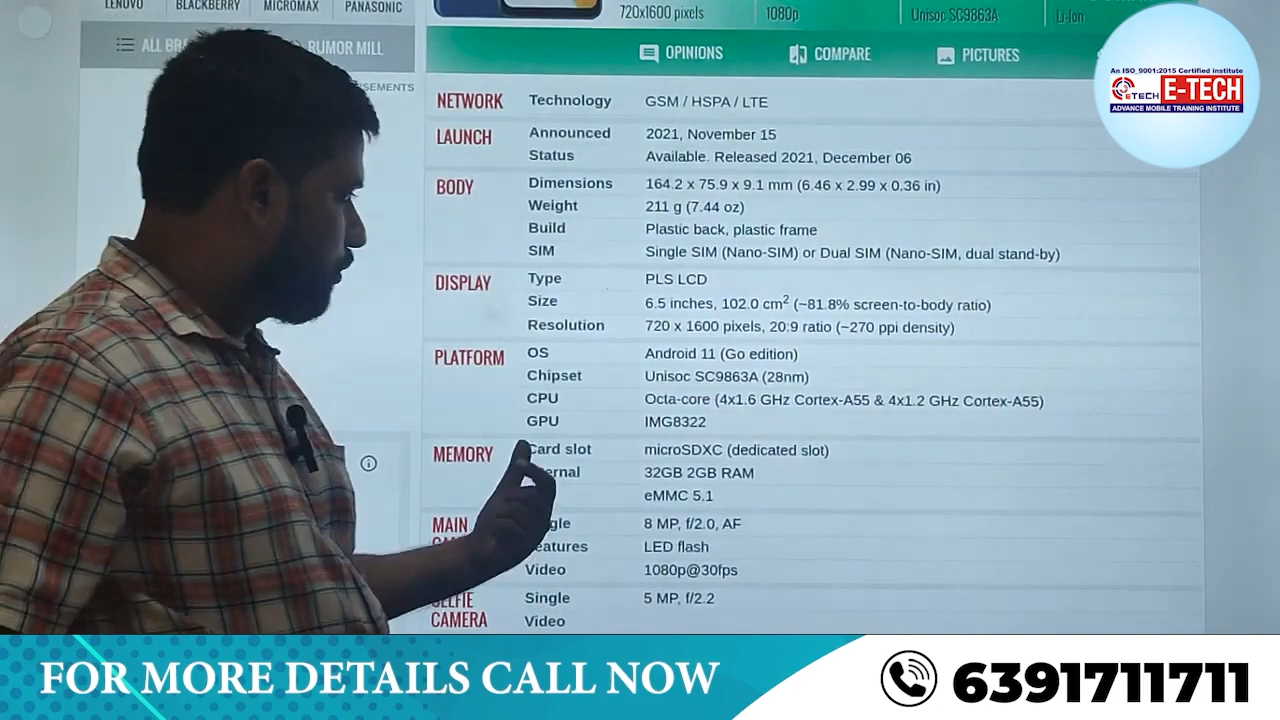 LENOVO BLACKBERRY MICROMAX PANASONIC
720x1600 pixels 1080p Unisoc SC9863A Li-Ion
ALL BR RUMOR MILL
OPINIONS COMPARE PICTURES
An ISO_9001:2015 Certified institute
ETECH E-TECH
ADVANCE MOBILE TRAINING INSTITUTE
ISEMENTS
NETWORK Technology GSM / HSPA / LTE
LAUNCH Announced 2021, November 15
Status Available. Released 2021, December 06
BODY Dimensions 164.2 x 75.9 x 9.1 mm (6.46 x 2.99 x 0.36 in)
Weight 211 g (7.44 oz)
Build Plastic back, plastic frame
SIM Single SIM (Nano-SIM) or Dual SIM (Nano-SIM, dual stand-by)
DISPLAY Type PLS LCD
Size 6.5 inches, 102.0 cm2 (~81.8% screen-to-body ratio)
Resolution 720 x 1600 pixels, 20:9 ratio (~270 ppi density)
PLATFORM OS Android 11 (Go edition)
Chipset Unisoc SC9863A (28nm)
CPU Octa-core (4x1.6 GHz Cortex-A55 & 4x1.2 GHz Cortex-A55)
GPU IMG8322
MEMORY Card slot microSDXC (dedicated slot)
ernal 32GB 2GB RAM
eMMC 5.1
MAIN gle 8 MP, f/2.0, AF
eatures LED flash
Video 1080p@30fps
SELFIE Single 5 MP, f/2.2
CAMERA Video
FOR MORE DETAILS CALL NOW 6391711711